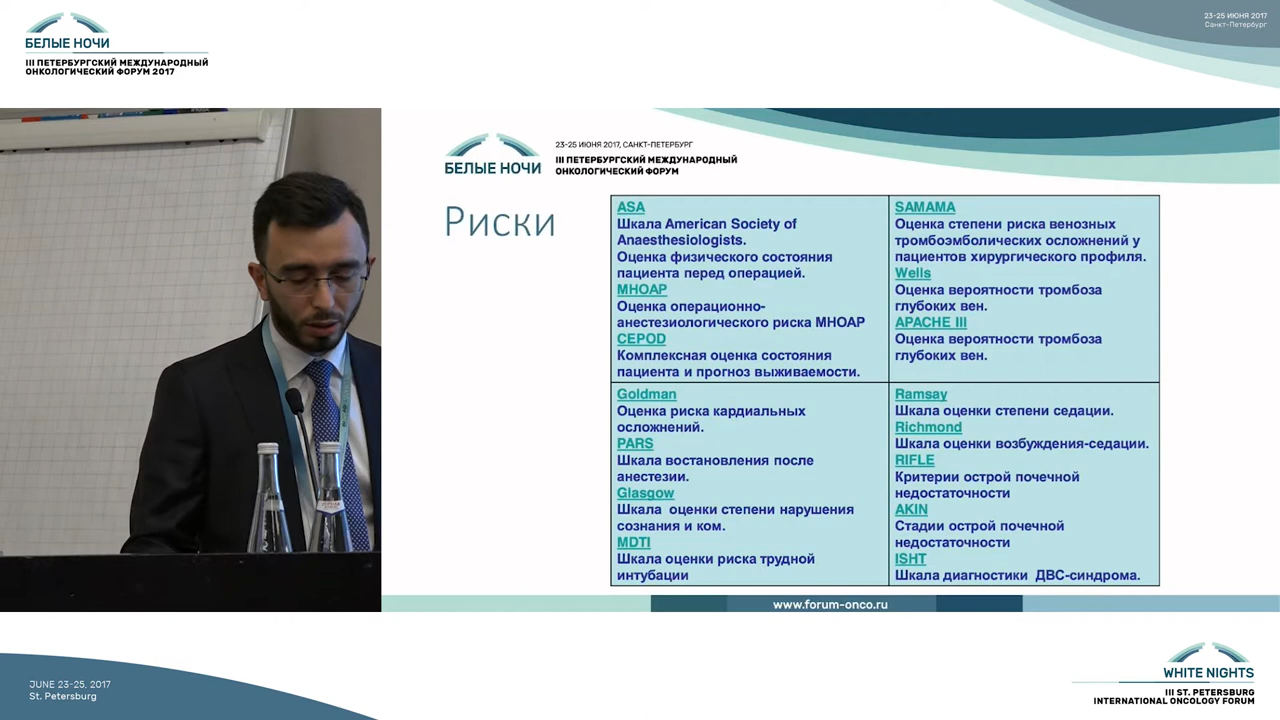 БЕЛЫЕ НОЧИ
III ПЕТЕРБУРГСКИЙ МЕЖДУНАРОДНЫЙ
ОНКОЛОГИЧЕСКИЙ ФОРУМ 2017
23-25 ИЮНЯ 2017
Санкт-Петербург
БЕЛЫЕ НОЧИ
23-25 ИЮНЯ 2017, САНКТ-ПЕТЕРБУРГ
III ПЕТЕРБУРГСКИЙ МЕЖДУНАРОДНЫЙ
ОНКОЛОГИЧЕСКИЙ ФОРУМ
Риски
ASA
Шкала American Society of
Anaesthesiologists.
Оценка физического состояния
пациента перед операцией.
МНОАР
Оценка операционно-
анестезиологического риска МНОАР
CEPOD
Комплексная оценка состояния
пациента и прогноз выживаемости.
SAMAMA
Оценка степени риска венозных
тромбоэмболических осложнений у
пациентов хирургического профиля.
Wells
Оценка вероятности тромбоза
глубоких вен.
APACHE III
Оценка вероятности тромбоза
глубоких вен.
Goldman
Оценка риска кардиальных
осложнений.
PARS
Шкала востановления после
анестезии.
Glasgow
Шкала оценки степени нарушения
сознания и ком.
MDTI
Шкала оценки риска трудной
интубации
Ramsay
Шкала оценки степени седации.
Richmond
Шкала оценки возбуждения-седации.
RIFLE
Критерии острой почечной
недостаточности
AKIN
Стадии острой почечной
недостаточности
ISHT
Шкала диагностики ДВС-синдрома.
www.forum-onco.ru
JUNE 23-25, 2017
St. Petersburg
WHITE NIGHTS
III ST. PETERSBURG
INTERNATIONAL ONCOLOGY FORUM